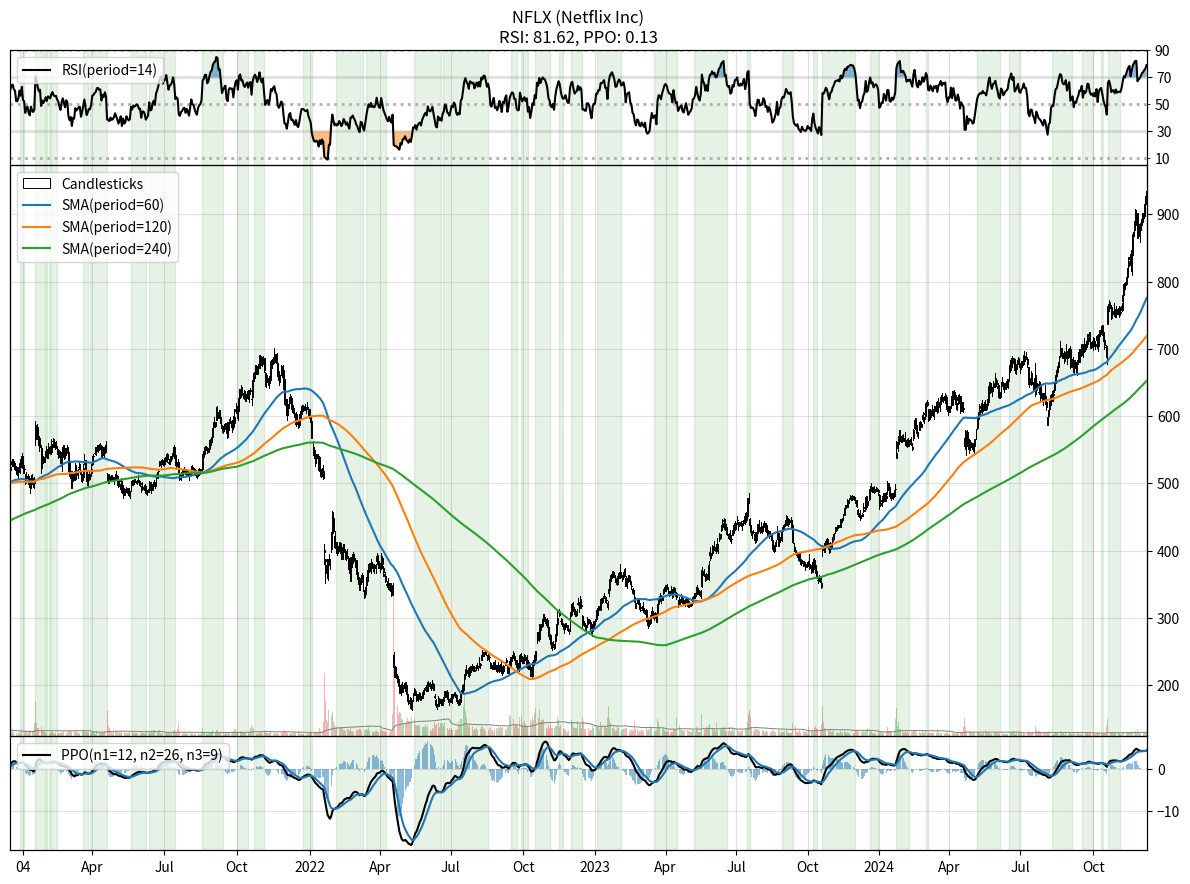 NFLX (Netflix Inc)
RSI: 81.62, PPO: 0.13
RSI(period=14)
90
70
50
30
10
Candlesticks
SMA(period=60)
SMA(period=120)
SMA(period=240)
900
800
700
600
500
400
300
200
PPO(n1=12, n2=26, n3=9)
0
−10
04 Apr Jul Oct 2022 Apr Jul Oct 2023 Apr Jul Oct 2024 Apr Jul Oct